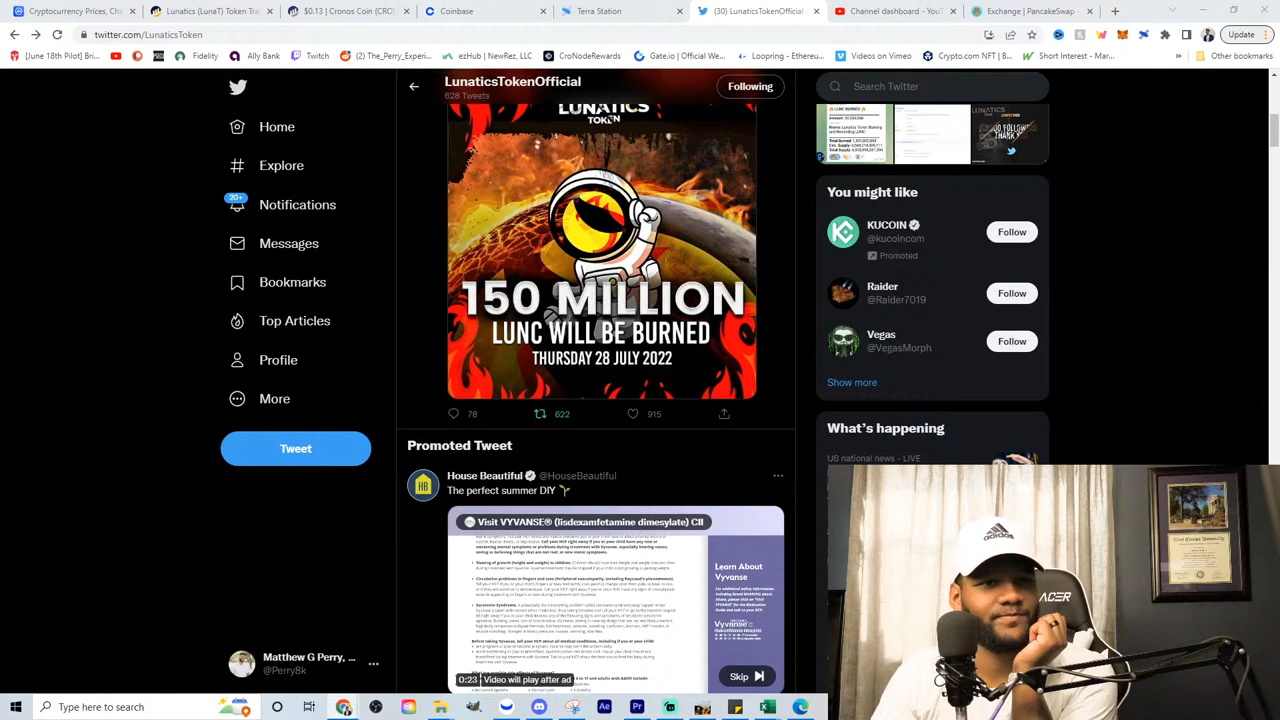 Cryptocurrency Prices, Ch
Lunatics (LunaT) Token Tra
$0.13 | Cronos Coin (CRO)
Coinbase
Terra Station
(30) LunaticsTokenOfficial
Channel dashboard - YouT
Exchange | PancakeSwap
twitter.com/LunaticsToken
Update
[June 18th Pilot] Bri...
Fidelity
Ally Bank
Twitch
(2) The_Perry_Experi...
ezHub | NewRez, LLC
CroNodeRewards
Gate.io | Official We...
Loopring - Ethereu...
Videos on Vimeo
Crypto.com NFT | B...
Short Interest - Mar...
Other bookmarks
LunaticsTokenOfficial
628 Tweets
Following
Search Twitter
Home
Explore
20+
Notifications
Messages
Bookmarks
Top Articles
Profile
More
Tweet
Matthew Q Perry, ...
@Perry8k
LUNATICS
TOKEN
150 MILLION
LUNC WILL BE BURNED
THURSDAY 28 JULY 2022
78
622
915
Promoted Tweet
House Beautiful @HouseBeautiful
The perfect summer DIY
Visit VYVANSE® (lisdexamfetamine dimesylate) CII
Learn About
Vyvanse
0:23 Video will play after ad
Skip
You might like
KUCOIN
@kucoincom
Promoted
Follow
Raider
@Raider7019
Follow
Vegas
@VegasMorph
Follow
Show more
What's happening
US national news - LIVE
ACER
Type here to search